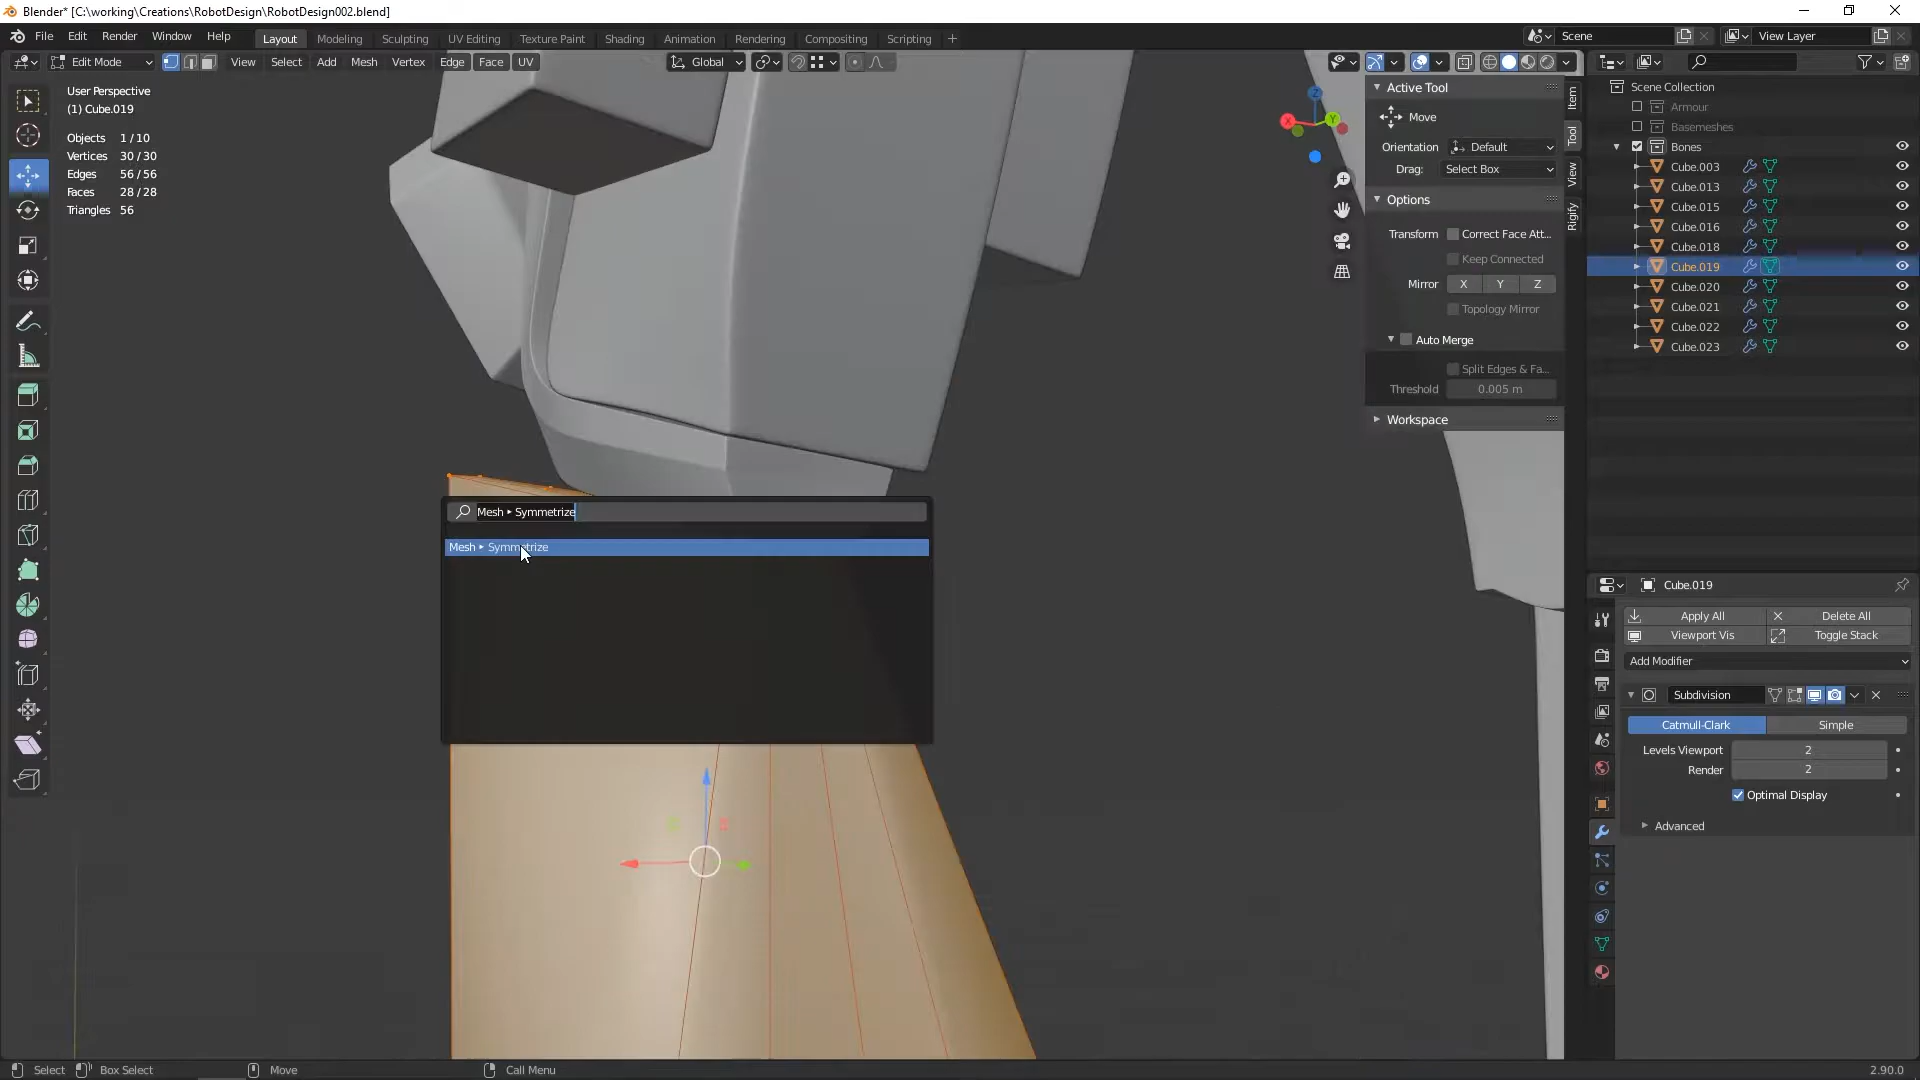 Blender* [C:\working\Creations\RobotDesign\RobotDesign002.blend]
File Edit Render Window Help
Layout Modeling Sculpting UV Editing Texture Paint Shading Animation Rendering Compositing Scripting +
Scene
View Layer
Edit Mode
View Select Add Mesh Vertex Edge Face UV
Global
User Perspective
(1) Cube.019
Objects 1 / 10
Vertices 30 / 30
Edges 56 / 56
Faces 28 / 28
Triangles 56
Z
X
Y
Active Tool
Move
Orientation Default
Drag: Select Box
Options
Transform Correct Face Att...
Keep Connected
Mirror X Y Z
Topology Mirror
Auto Merge
Split Edges & Fa...
Threshold 0.005 m
Workspace
Item
Tool
View
Rigify
Scene Collection
Armour
Basemeshes
Bones
Cube.003
Cube.013
Cube.015
Cube.016
Cube.018
Cube.019
Cube.020
Cube.021
Cube.022
Cube.023
Mesh ▸ Symmetrize
Mesh ▸ Symmetrize
Cube.019
Apply All Delete All
Viewport Vis Toggle Stack
Add Modifier
Subdivision
Catmull-Clark Simple
Levels Viewport 2
Render 2
Optimal Display
Advanced
Select Box Select Move Call Menu 2.90.0